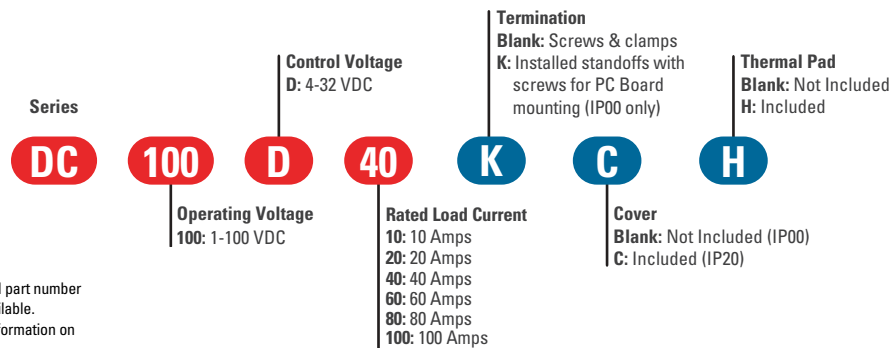 Termination
Blank: Screws & clamps
K: Installed standoffs with
screws for PC Board
mounting (IP00 only)
Control Voltage
D: 4-32 VDC
Thermal Pad
Blank: Not Included
H: Included
Series
DC 100 D 40 K C H
Operating Voltage
100: 1-100 VDC
Rated Load Current
10: 10 Amps
20: 20 Amps
40: 40 Amps
60: 60 Amps
80: 80 Amps
100: 100 Amps
Cover
Blank: Not Included (IP00)
C: Included (IP20)
part number
formation on